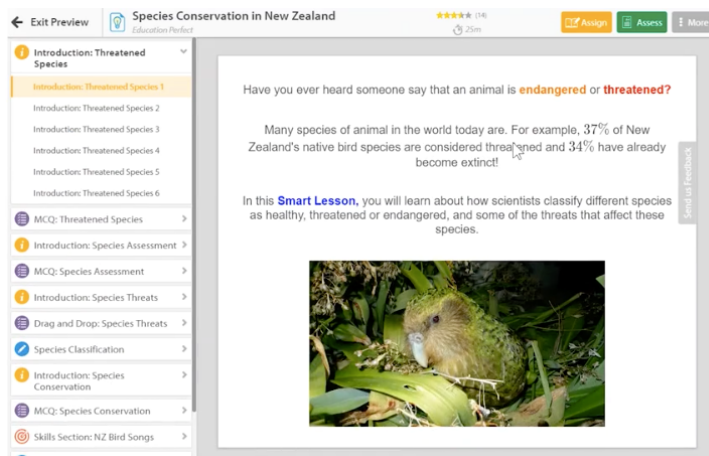 Exit Preview
Species Conservation in New Zealand
Education Perfect
(14)
25m
Assign
Assess
More
Introduction: Threatened
Species
Introduction: Threatened Species 1
Introduction: Threatened Species 2
Introduction: Threatened Species 3
Introduction: Threatened Species 4
Introduction: Threatened Species 5
Introduction: Threatened Species 6
MCQ: Threatened Species
Introduction: Species Assessment
MCQ: Species Assessment
Introduction: Species Threats
Drag and Drop: Species Threats
Species Classification
Introduction: Species
Conservation
MCQ: Species Conservation
Skills Section: NZ Bird Songs
Have you ever heard someone say that an animal is endangered or threatened?
Many species of animal in the world today are. For example, 37% of New
Zealand's native bird species are considered threatened and 34% have already
become extinct!
In this Smart Lesson, you will learn about how scientists classify different species
as healthy, threatened or endangered, and some of the threats that affect these
species.
Send us Feedback